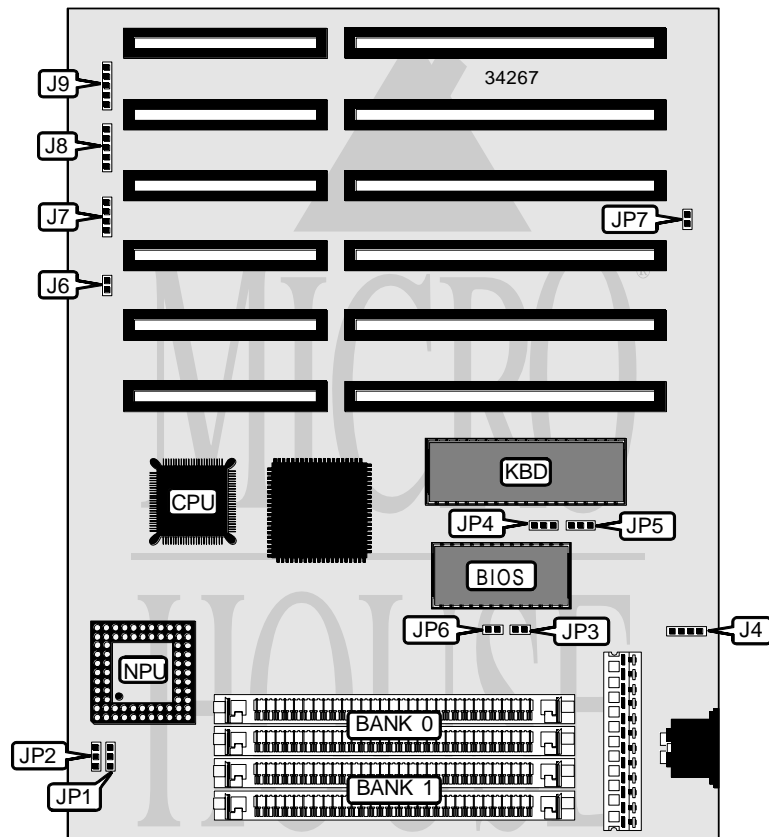 34267
J9
J8
J7
JP7
J6
MICRO
®
KBD
CPU
JP4
JP5
BIOS
JP6
JP3
J4
HOUSE
NPU
BANK 0
JP2
BANK 1
JP1